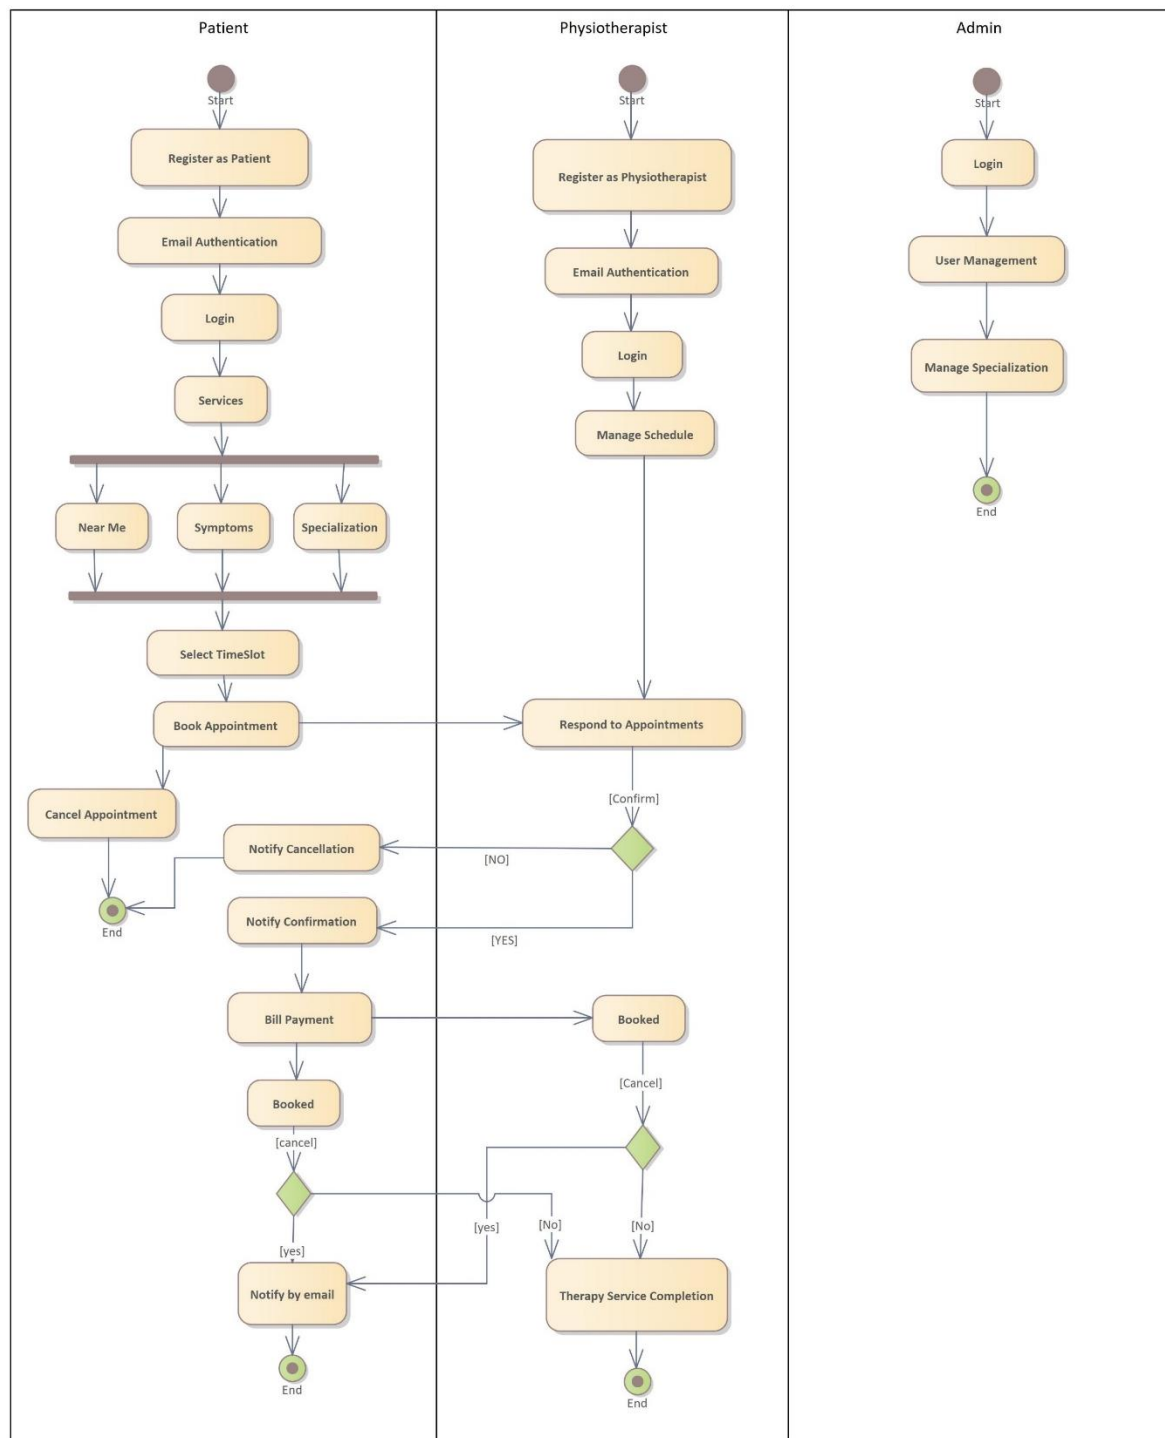 Patient
Physiotherapist
Admin
Start
Register as Patient
Email Authentication
Login
Services
Near Me
Symptoms
Specialization
Select TimeSlot
Book Appointment
Cancel Appointment
End
Notify Cancellation
Notify Confirmation
Bill Payment
Booked
[cancel]
[yes]
Notify by email
End
Start
Register as Physiotherapist
Email Authentication
Login
Manage Schedule
Respond to Appointments
[Confirm]
[NO]
[YES]
Booked
[Cancel]
[yes]
[No]
[No]
Therapy Service Completion
End
Start
Login
User Management
Manage Specialization
End